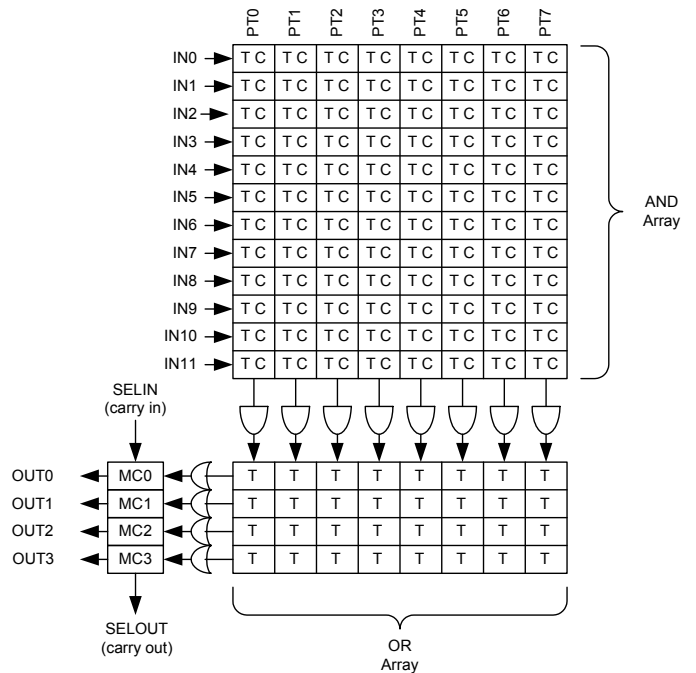 PT0 PT1 PT2 PT3 PT4 PT5 PT6 PT7
IN0 T C T C T C T C T C T C T C T C
IN1 T C T C T C T C T C T C T C T C
IN2 T C T C T C T C T C T C T C T C
IN3 T C T C T C T C T C T C T C T C
IN4 T C T C T C T C T C T C T C T C
IN5 T C T C T C T C T C T C T C T C
IN6 T C T C T C T C T C T C T C T C
IN7 T C T C T C T C T C T C T C T C
IN8 T C T C T C T C T C T C T C T C
IN9 T C T C T C T C T C T C T C T C
IN10 T C T C T C T C T C T C T C T C
IN11 T C T C T C T C T C T C T C T C
AND
Array
SELIN
(carry in)
OUT0 MC0 T T T T T T T T
OUT1 MC1 T T T T T T T T
OUT2 MC2 T T T T T T T T
OUT3 MC3 T T T T T T T T
SELOUT
(carry out)
OR
Array